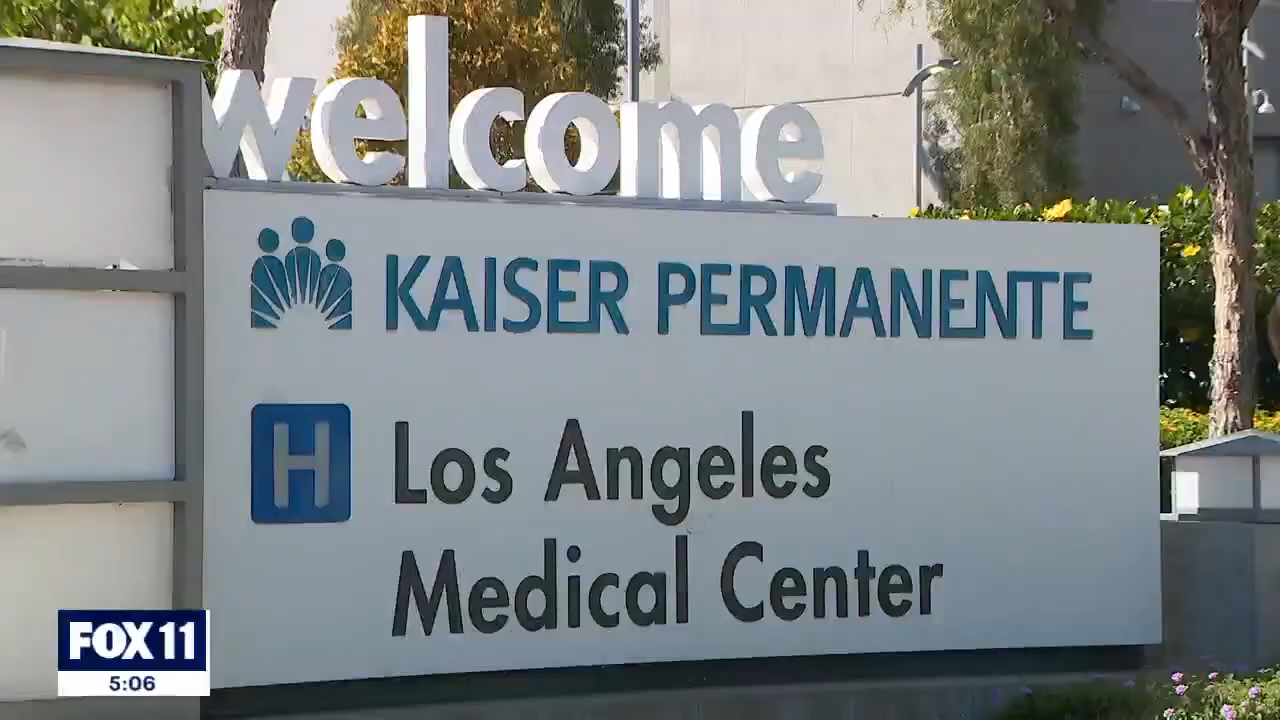 welcome
KAISER PERMANENTE
H
Los Angeles
Medical Center
FOX 11
5:06